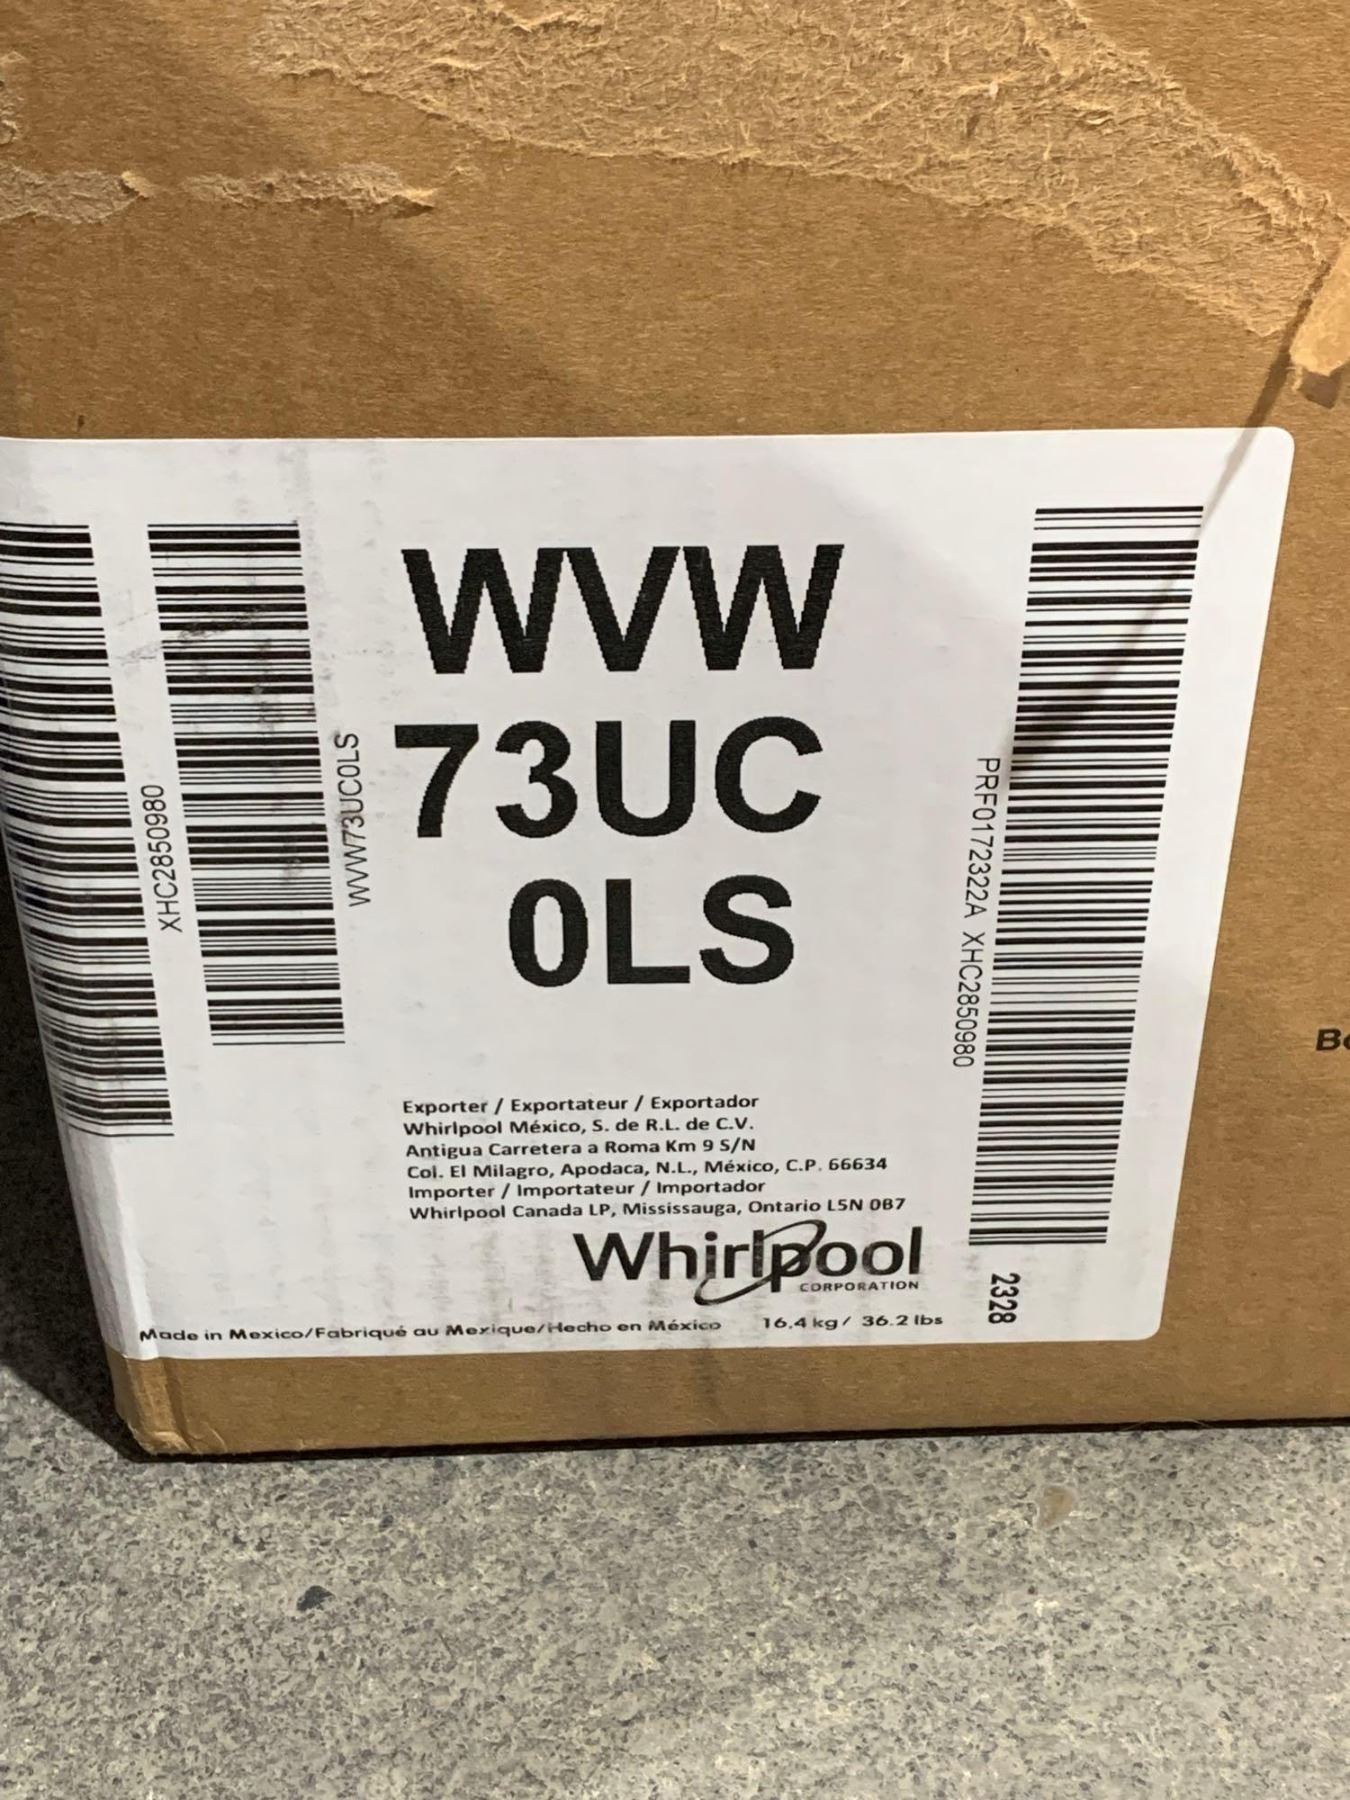 WVW
73UC
0LS
XHC2850980
WVW73UC0LS
PRF0172322A XHC2850980
Exporter / Exportateur / Exportador
Whirlpool México, S. de R.L. de C.V.
Antigua Carretera a Roma Km 9 S/N
Col. El Milagro, Apodaca, N.L., México, C.P. 66634
Importer / Importateur / Importador
Whirlpool Canada LP, Mississauga, Ontario L5N 0B7
Whirlpool
CORPORATION
2328
Made in Mexico/Fabriqué au Mexique/Hecho en México 16.4 kg / 36.2 lbs